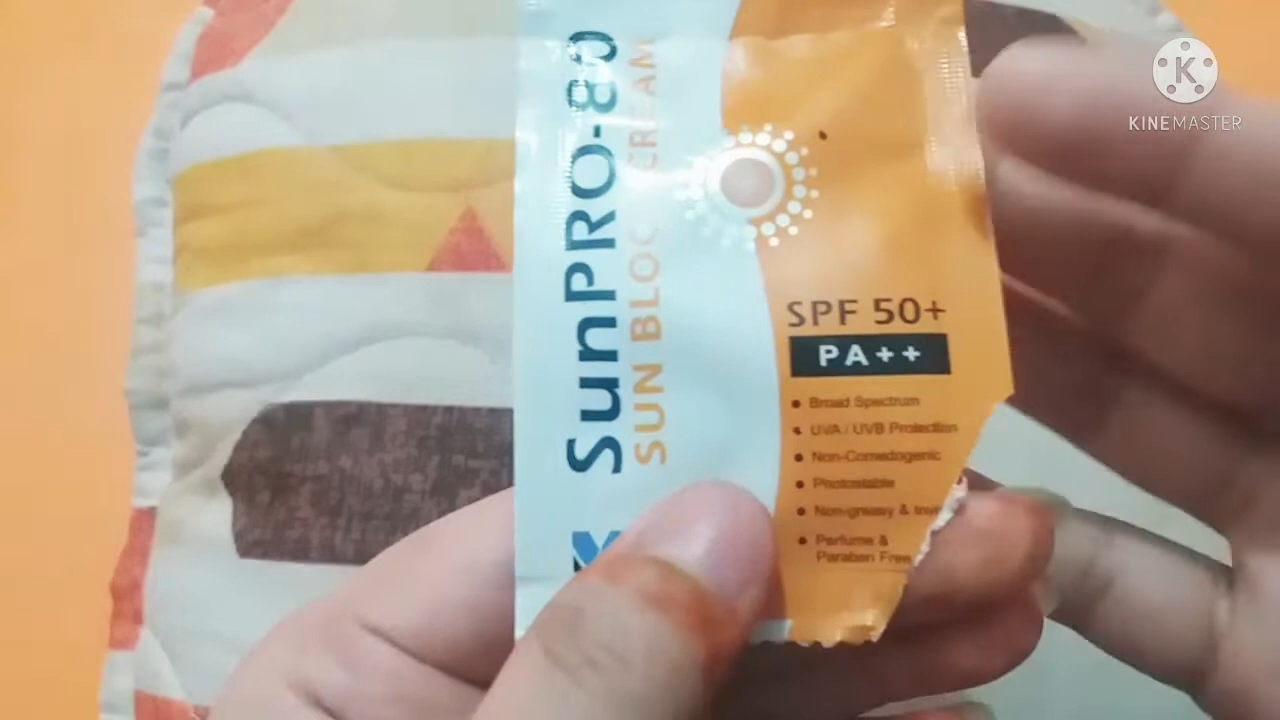 SunPRO-80
SUN BLOC CREAM
SPF 50+
PA++
Broad Spectrum
UVA / UVB Protection
Non-Comedogenic
Photostable
Non-greasy &
Perfume &
Paraben Free
K
KINEMASTER